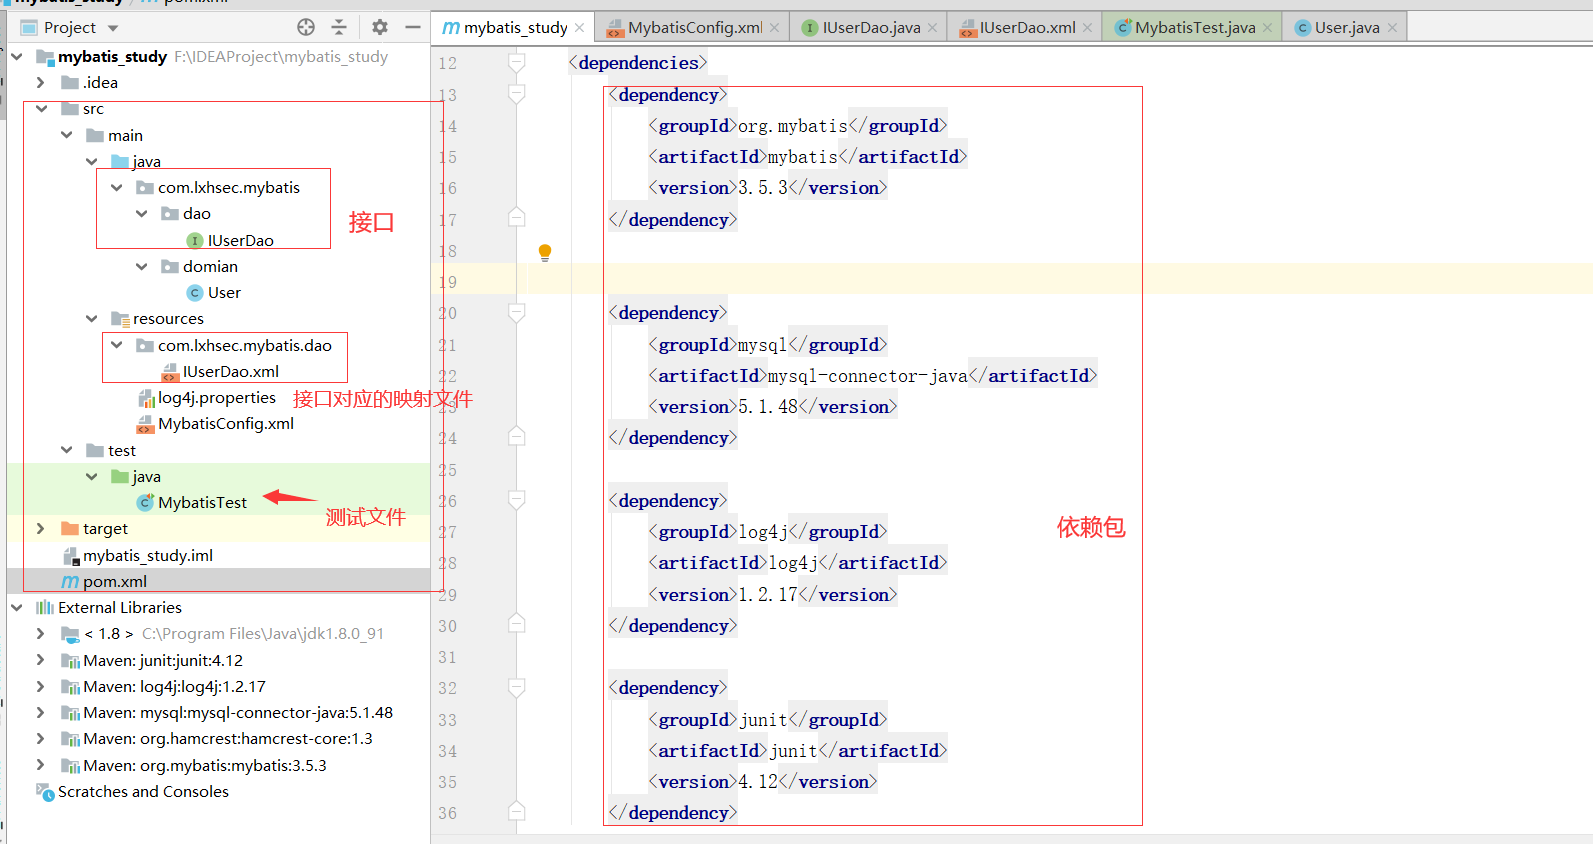 Project
mybatis_study F:\IDEAProject\mybatis_study
.idea
src
main
java
com.lxhsec.mybatis
dao
接口
IUserDao
domian
User
resources
com.lxhsec.mybatis.dao
IUserDao.xml
log4j.properties 接口对应的映射文件
MybatisConfig.xml
test
java
MybatisTest
测试文件
target
mybatis_study.iml
pom.xml
External Libraries
< 1.8 > C:\Program Files\Java\jdk1.8.0_91
Maven: junit:junit:4.12
Maven: log4j:log4j:1.2.17
Maven: mysql:mysql-connector-java:5.1.48
Maven: org.hamcrest:hamcrest-core:1.3
Maven: org.mybatis:mybatis:3.5.3
Scratches and Consoles
mybatis_study MybatisConfig.xml IUserDao.java IUserDao.xml MybatisTest.java User.java
12 <dependencies>
13 <dependency>
14 <groupId>org.mybatis</groupId>
15 <artifactId>mybatis</artifactId>
16 <version>3.5.3</version>
17 </dependency>
18
19
20 <dependency>
21 <groupId>mysql</groupId>
22 <artifactId>mysql-connector-java</artifactId>
23 <version>5.1.48</version>
24 </dependency>
25
26 <dependency>
27 <groupId>log4j</groupId>
28 <artifactId>log4j</artifactId>
29 <version>1.2.17</version>
30 </dependency>
31
32 <dependency>
33 <groupId>junit</groupId>
34 <artifactId>junit</artifactId>
35 <version>4.12</version>
36 </dependency>
依赖包